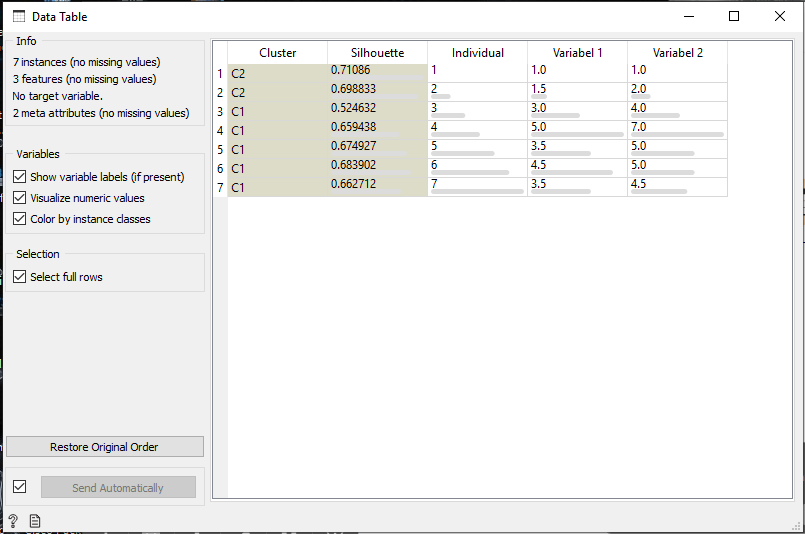 Data Table
Info
7 instances (no missing values)
3 features (no missing values)
No target variable.
2 meta attributes (no missing values)
Variables
Show variable labels (if present)
Visualize numeric values
Color by instance classes
Selection
Select full rows
Restore Original Order
Send Automatically
?
Cluster Silhouette Individual Variabel 1 Variabel 2
1 C2 0.71086 1 1.0 1.0
2 C2 0.698833 2 1.5 2.0
3 C1 0.524632 3 3.0 4.0
4 C1 0.659438 4 5.0 7.0
5 C1 0.674927 5 3.5 5.0
6 C1 0.683902 6 4.5 5.0
7 C1 0.662712 7 3.5 4.5